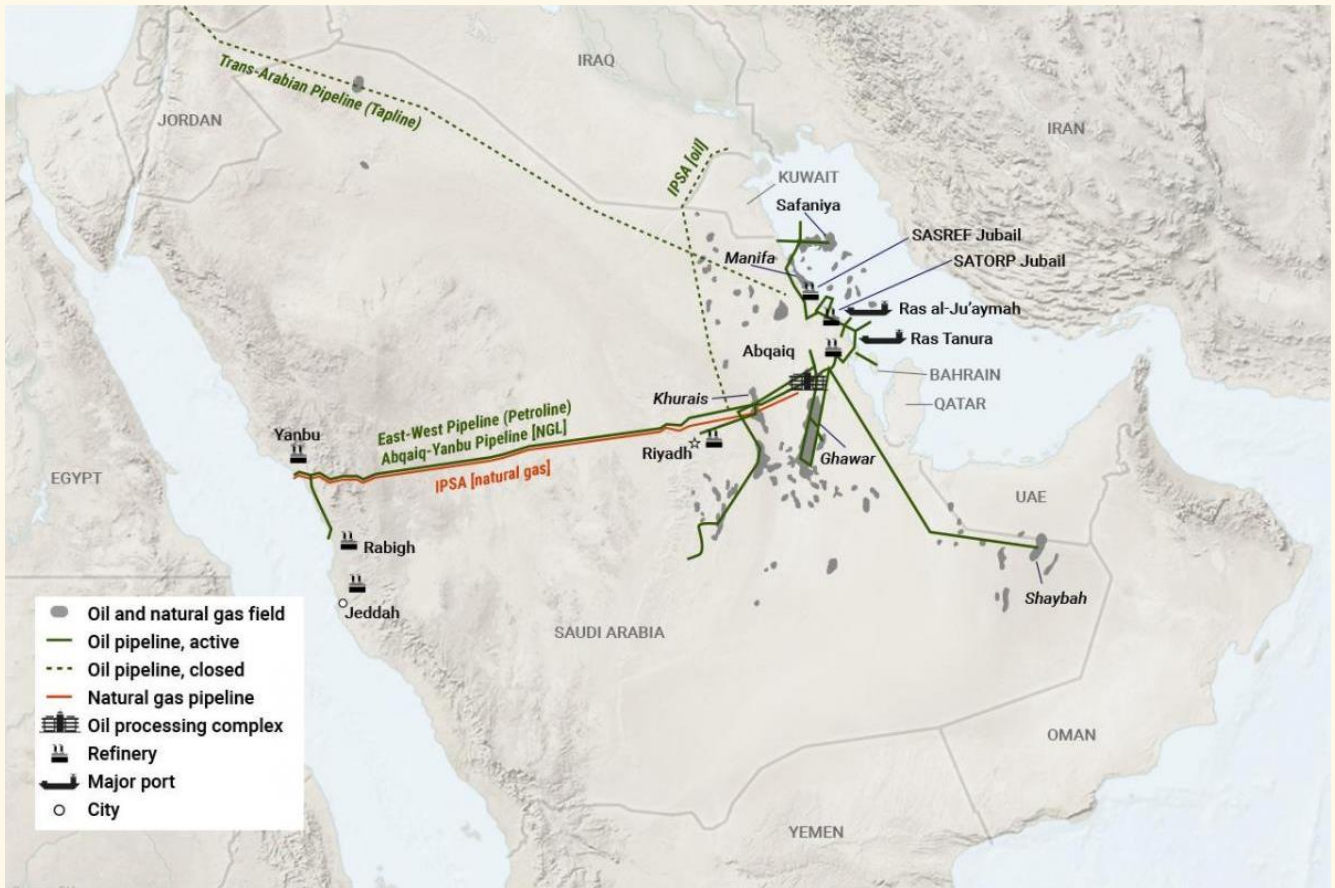 IRAQ
Trans-Arabian Pipeline (Tapline)
JORDAN
IRAN
IPSA [oil]
KUWAIT
Safaniya
SASREF Jubail
Manifa
SATORP Jubail
Ras al-Ju'aymah
Ras Tanura
Abqaiq
BAHRAIN
QATAR
Khurais
East-West Pipeline (Petroline)
Abqaiq-Yanbu Pipeline [NGL]
Yanbu
Riyadh
Ghawar
IPSA [natural gas]
EGYPT
UAE
Rabigh
Shaybah
Jeddah
SAUDI ARABIA
OMAN
YEMEN
Oil and natural gas field
Oil pipeline, active
Oil pipeline, closed
Natural gas pipeline
Oil processing complex
Refinery
Major port
City